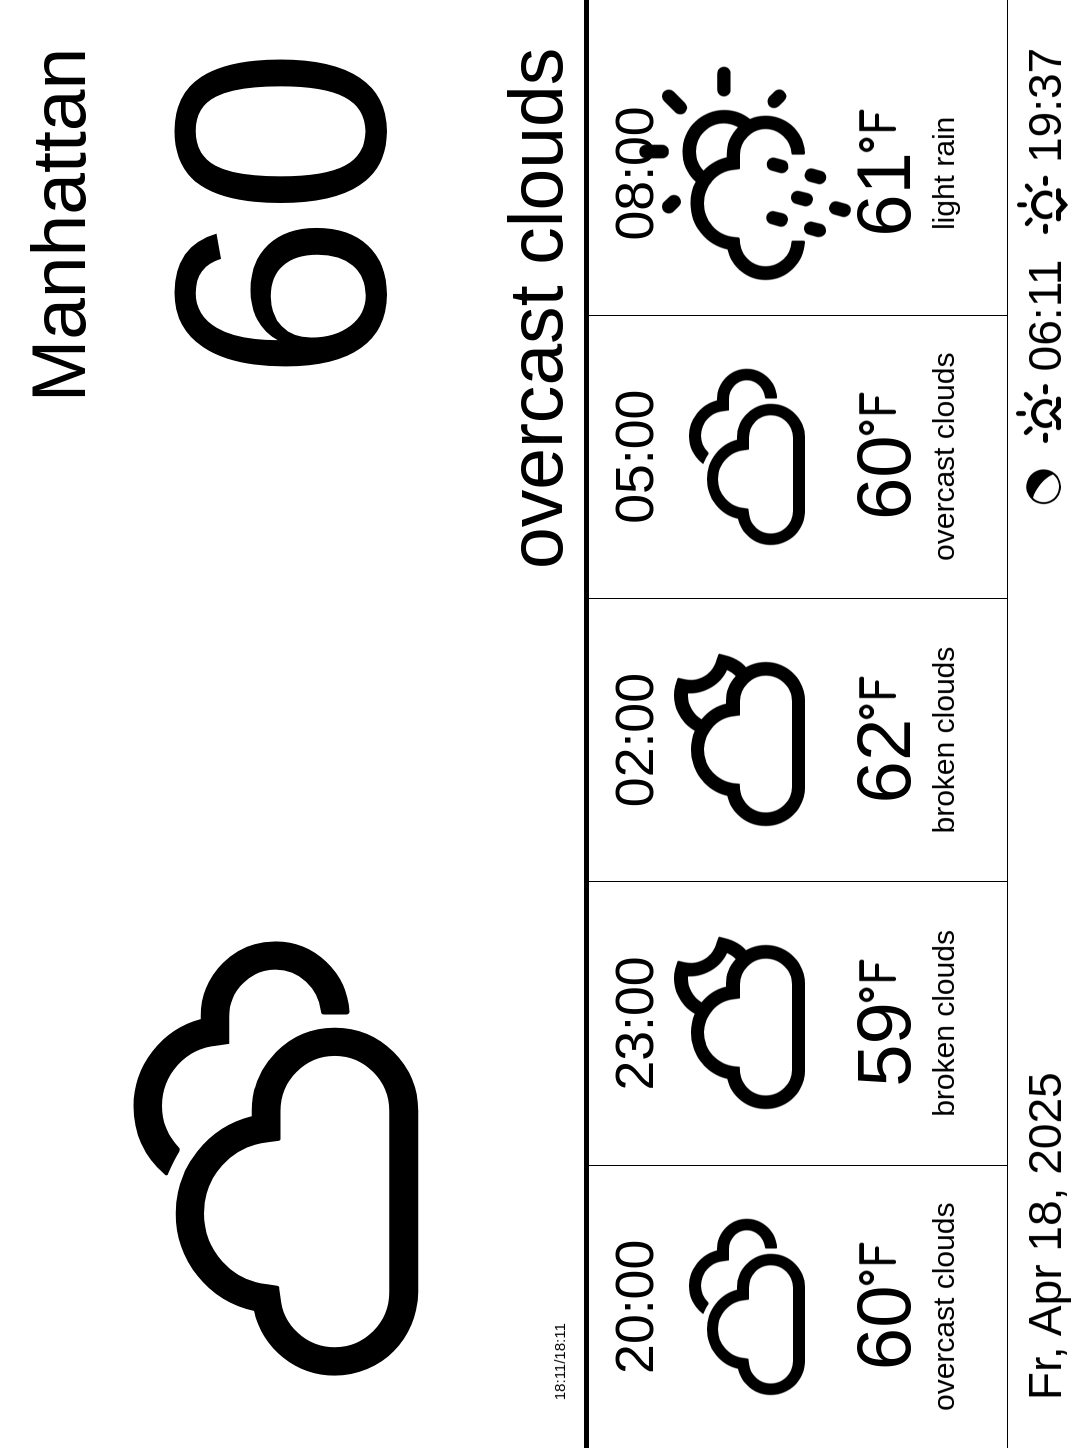 Manhattan
60
18:11/18:11
overcast clouds
20:00
23:00
02:00
05:00
08:00
60°F
59°F
62°F
60°F
61°F
overcast clouds
broken clouds
broken clouds
overcast clouds
light rain
Fr, Apr 18, 2025
06:11
19:37